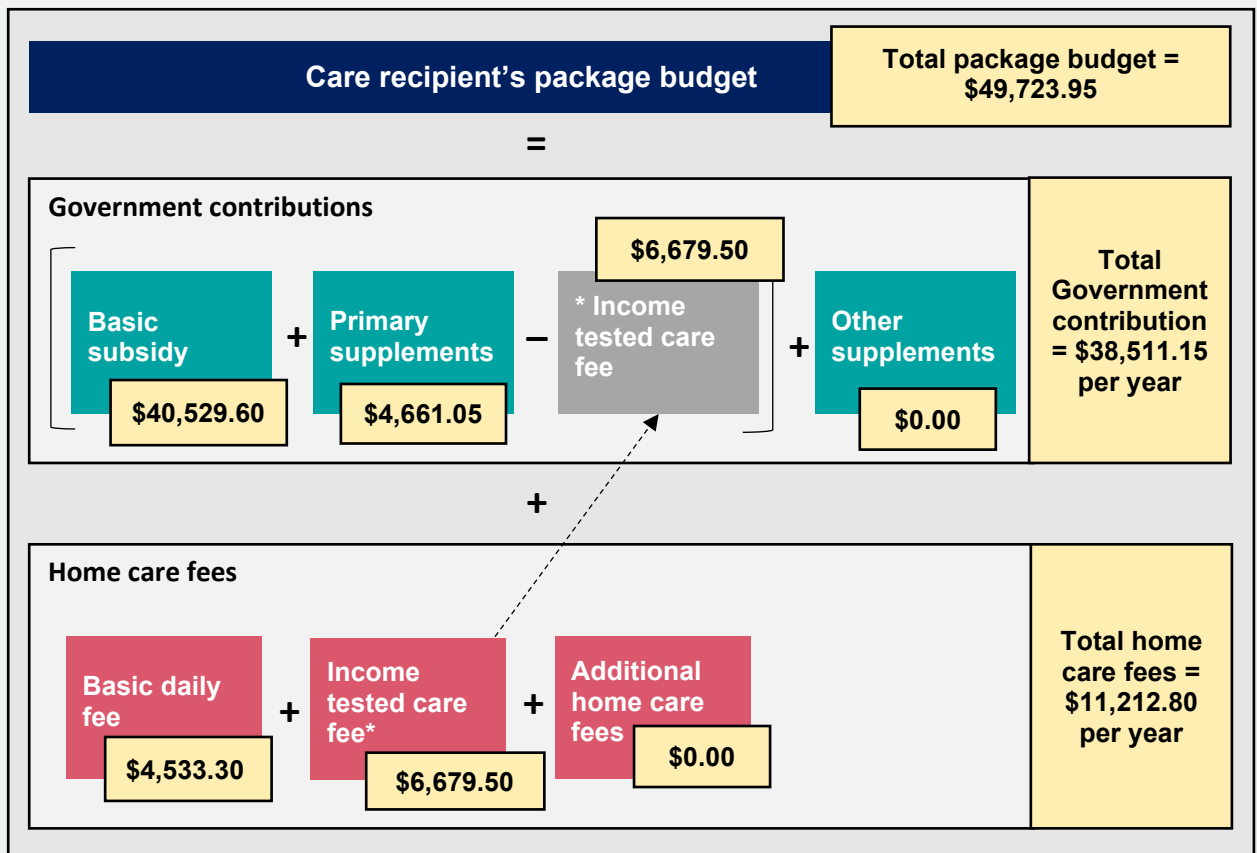 Care recipient's package budget
Total package budget =
$49,723.95
=
Government contributions
Basic
subsidy
$40,529.60
+
Primary
supplements
$4,661.05
–
$6,679.50
* Income
tested care
fee
+
Other
supplements
$0.00
Total
Government
contribution
= $38,511.15
per year
+
Home care fees
Basic daily
fee
$4,533.30
+
Income
tested care
fee*
$6,679.50
+
Additional
home care
fees
$0.00
Total home
care fees =
$11,212.80
per year